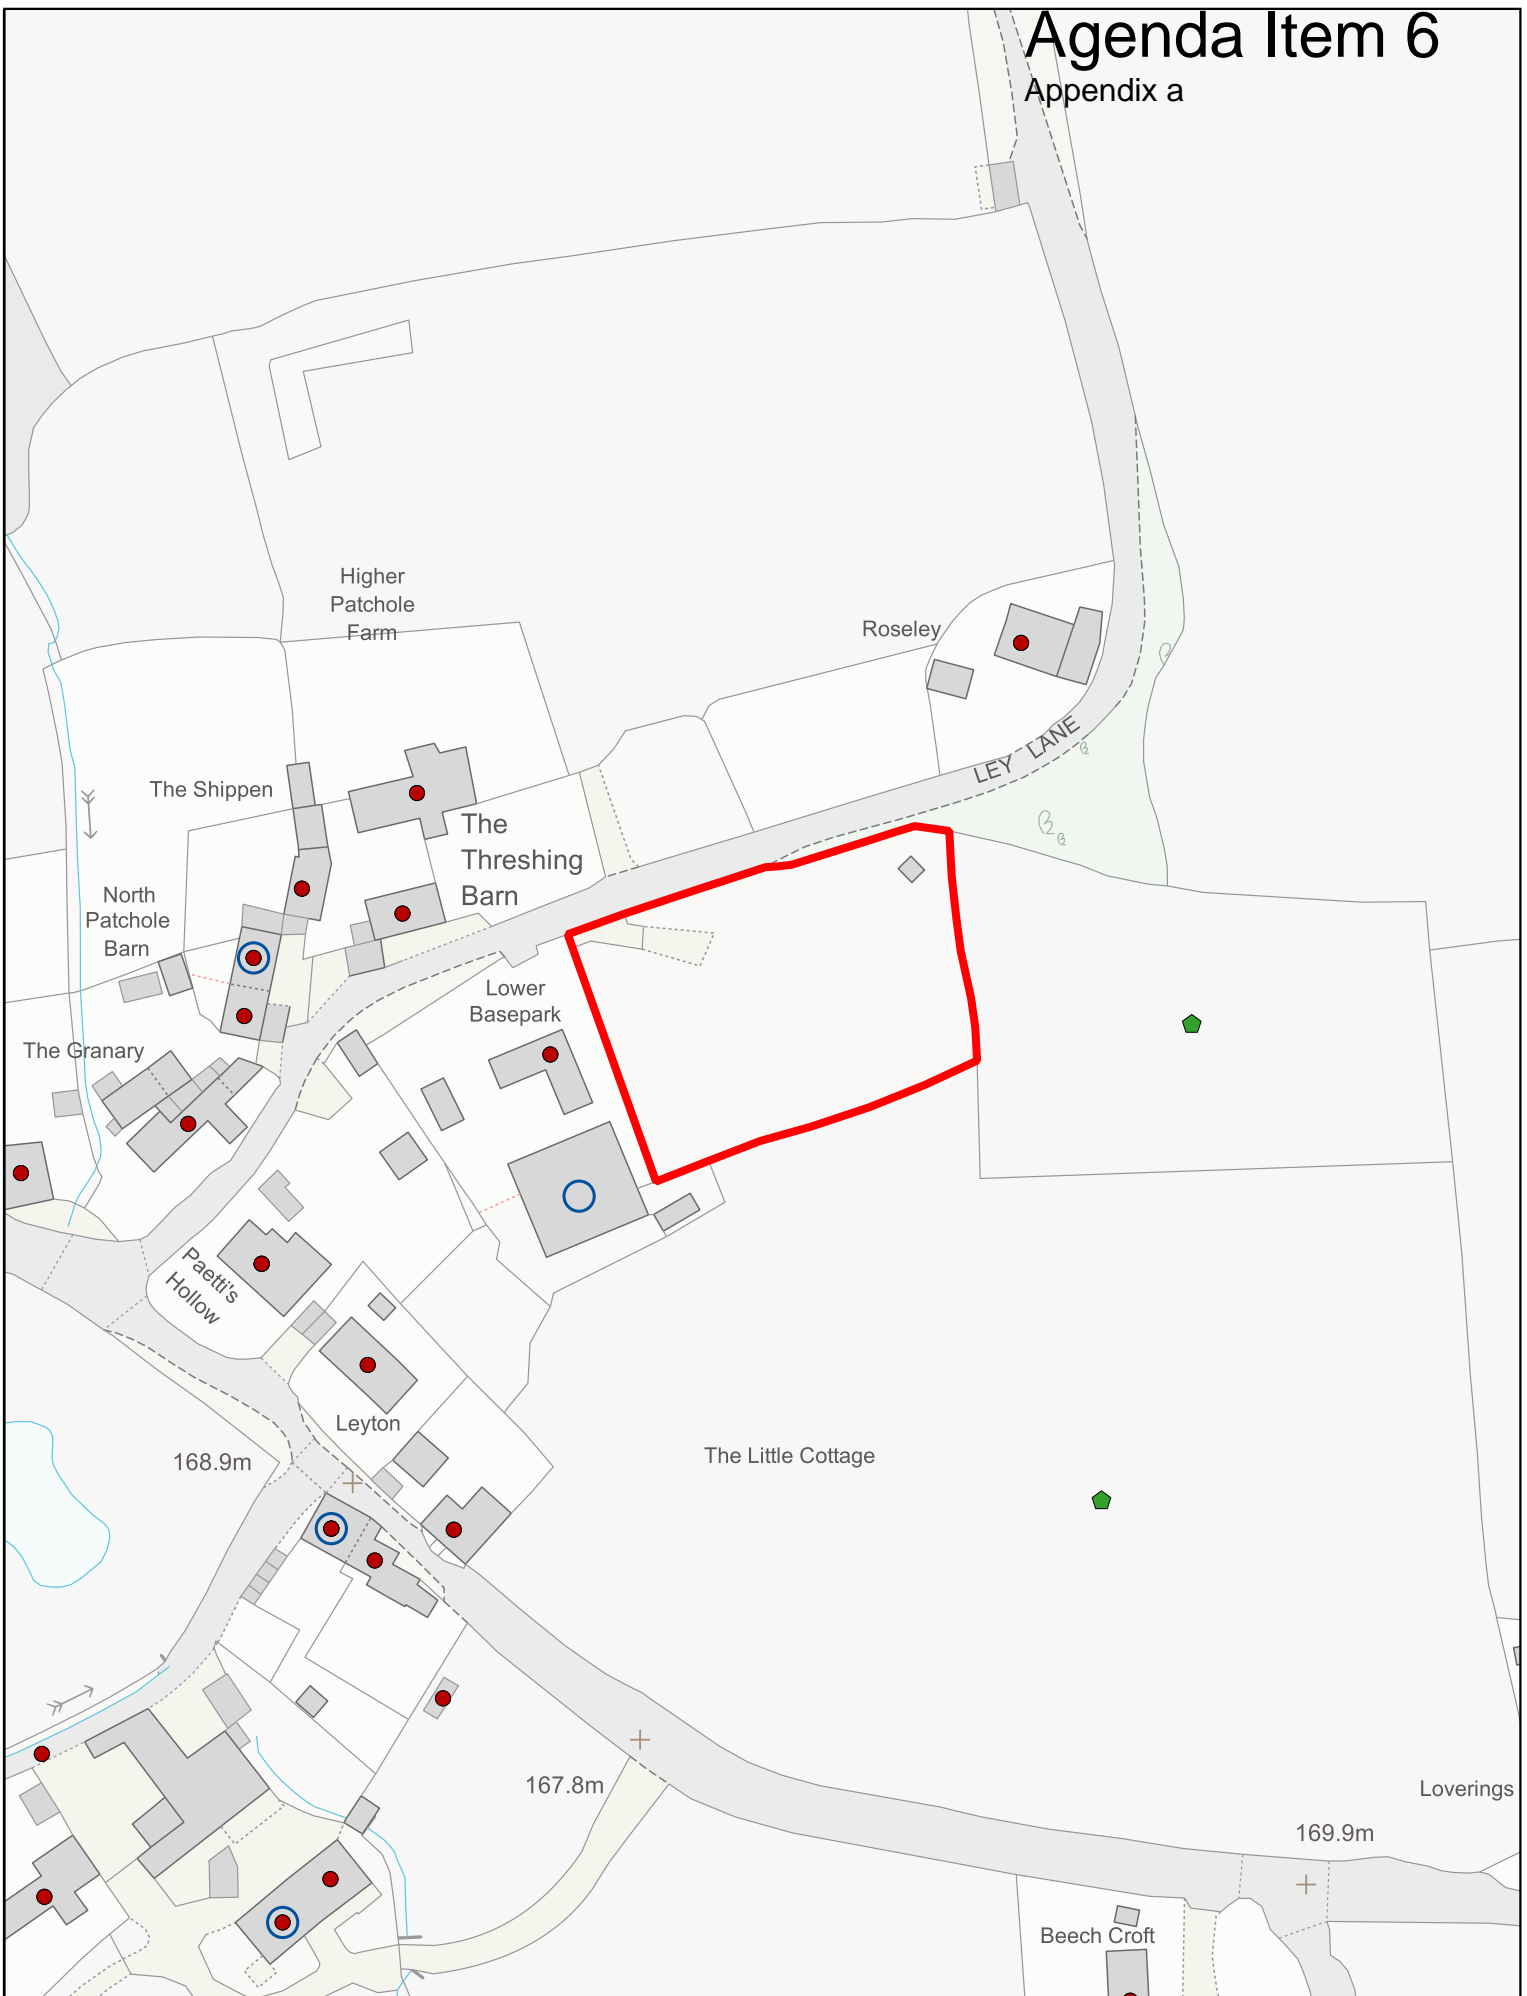 Agenda Item 6
Appendix a
Higher
Patchole
Farm
Roseley
LEY LANE
The Shippen
The
Threshing
Barn
North
Patchole
Barn
Lower
Basepark
The Granary
Paetti's
Hollow
Leyton
168.9m
The Little Cottage
167.8m
Loverings
169.9m
Beech Croft